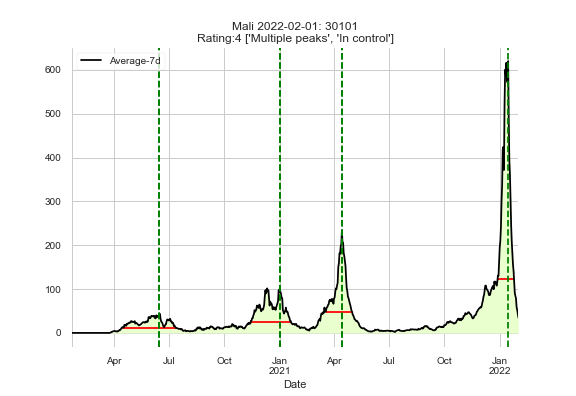 Mali 2022-02-01: 30101
Rating:4 ['Multiple peaks', 'In control']
Average-7d
600
500
400
300
200
100
0
Apr Jul Oct Jan Apr Jul Oct Jan
2021 2022
Date